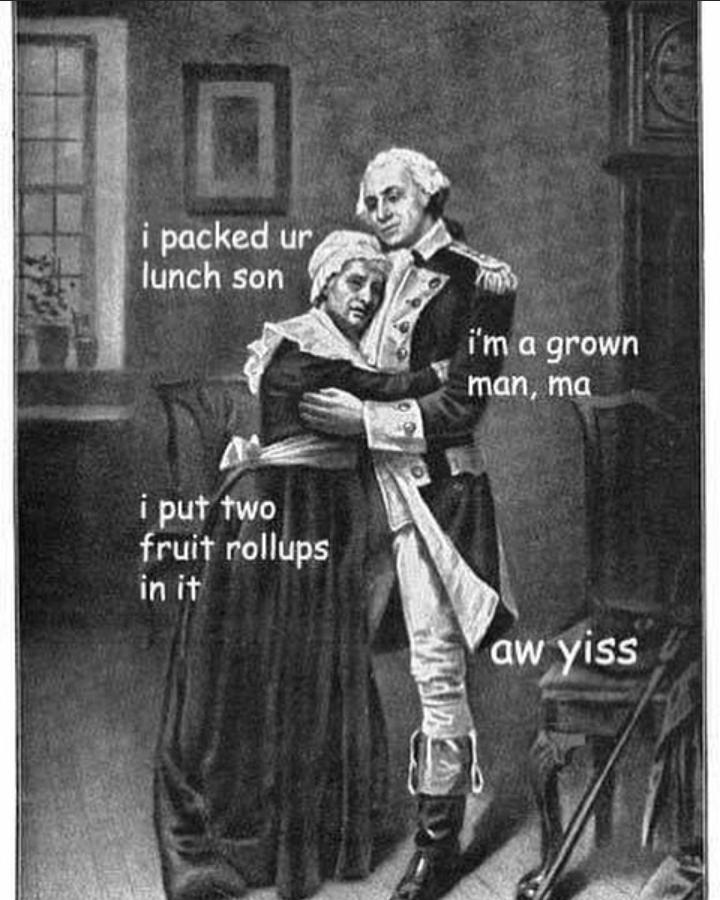 i packed ur
lunch son
i'm a grown
man, ma
i put two
fruit rollups
in it
aw yiss